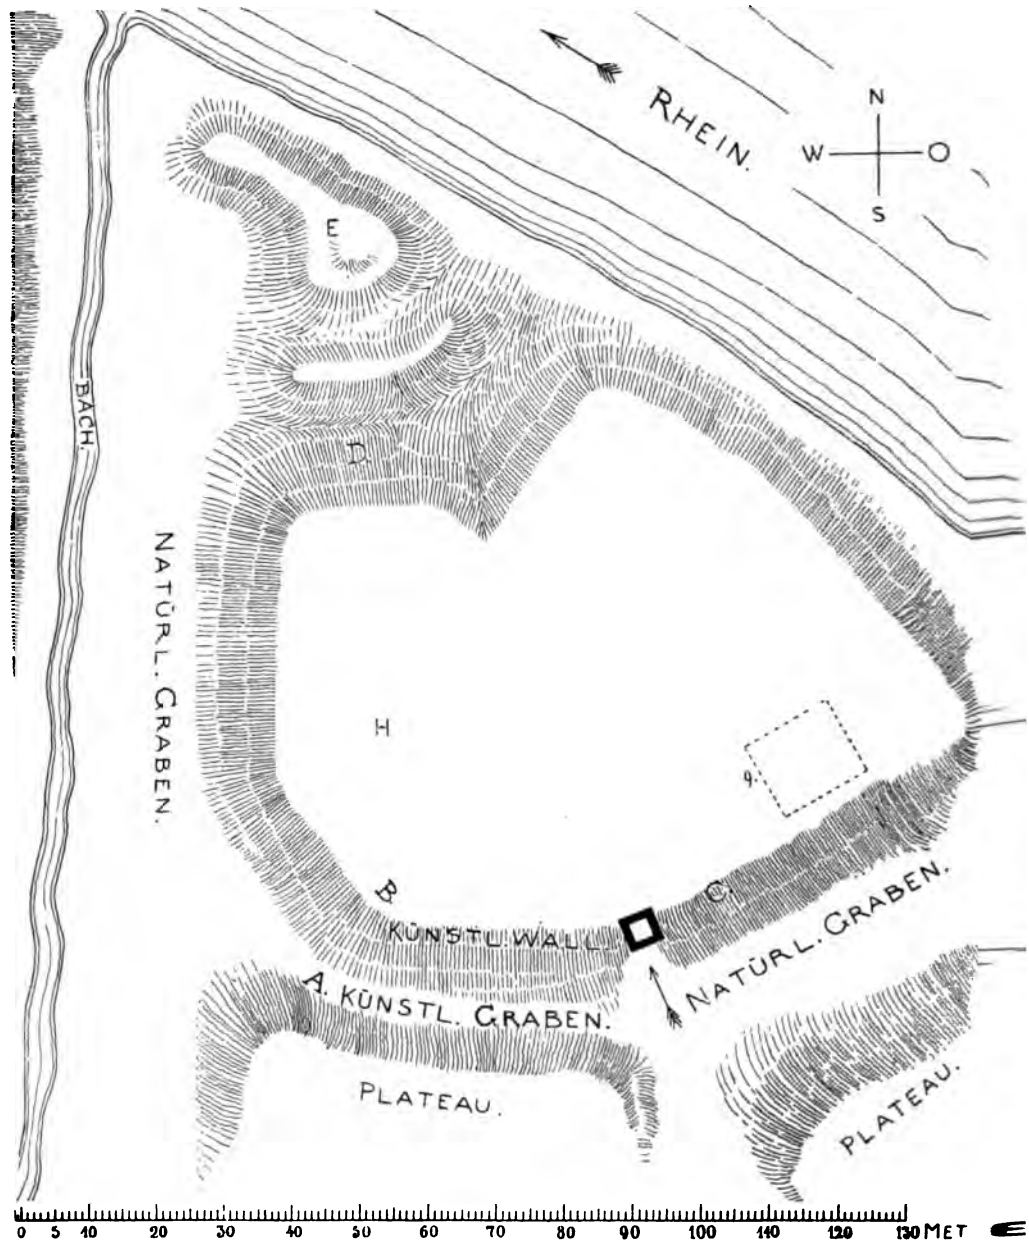 RHEIN.
N
W O
S
E
BACH.
D.
NATÜRL. GRABEN.
H
9.
B
C.
KÜNSTL. WALL.
NATÜRL. GRABEN.
A. KÜNSTL. GRABEN.
PLATEAU.
PLATEAU.
0 5 10 20 30 40 50 60 70 80 90 100 110 120 130 MET